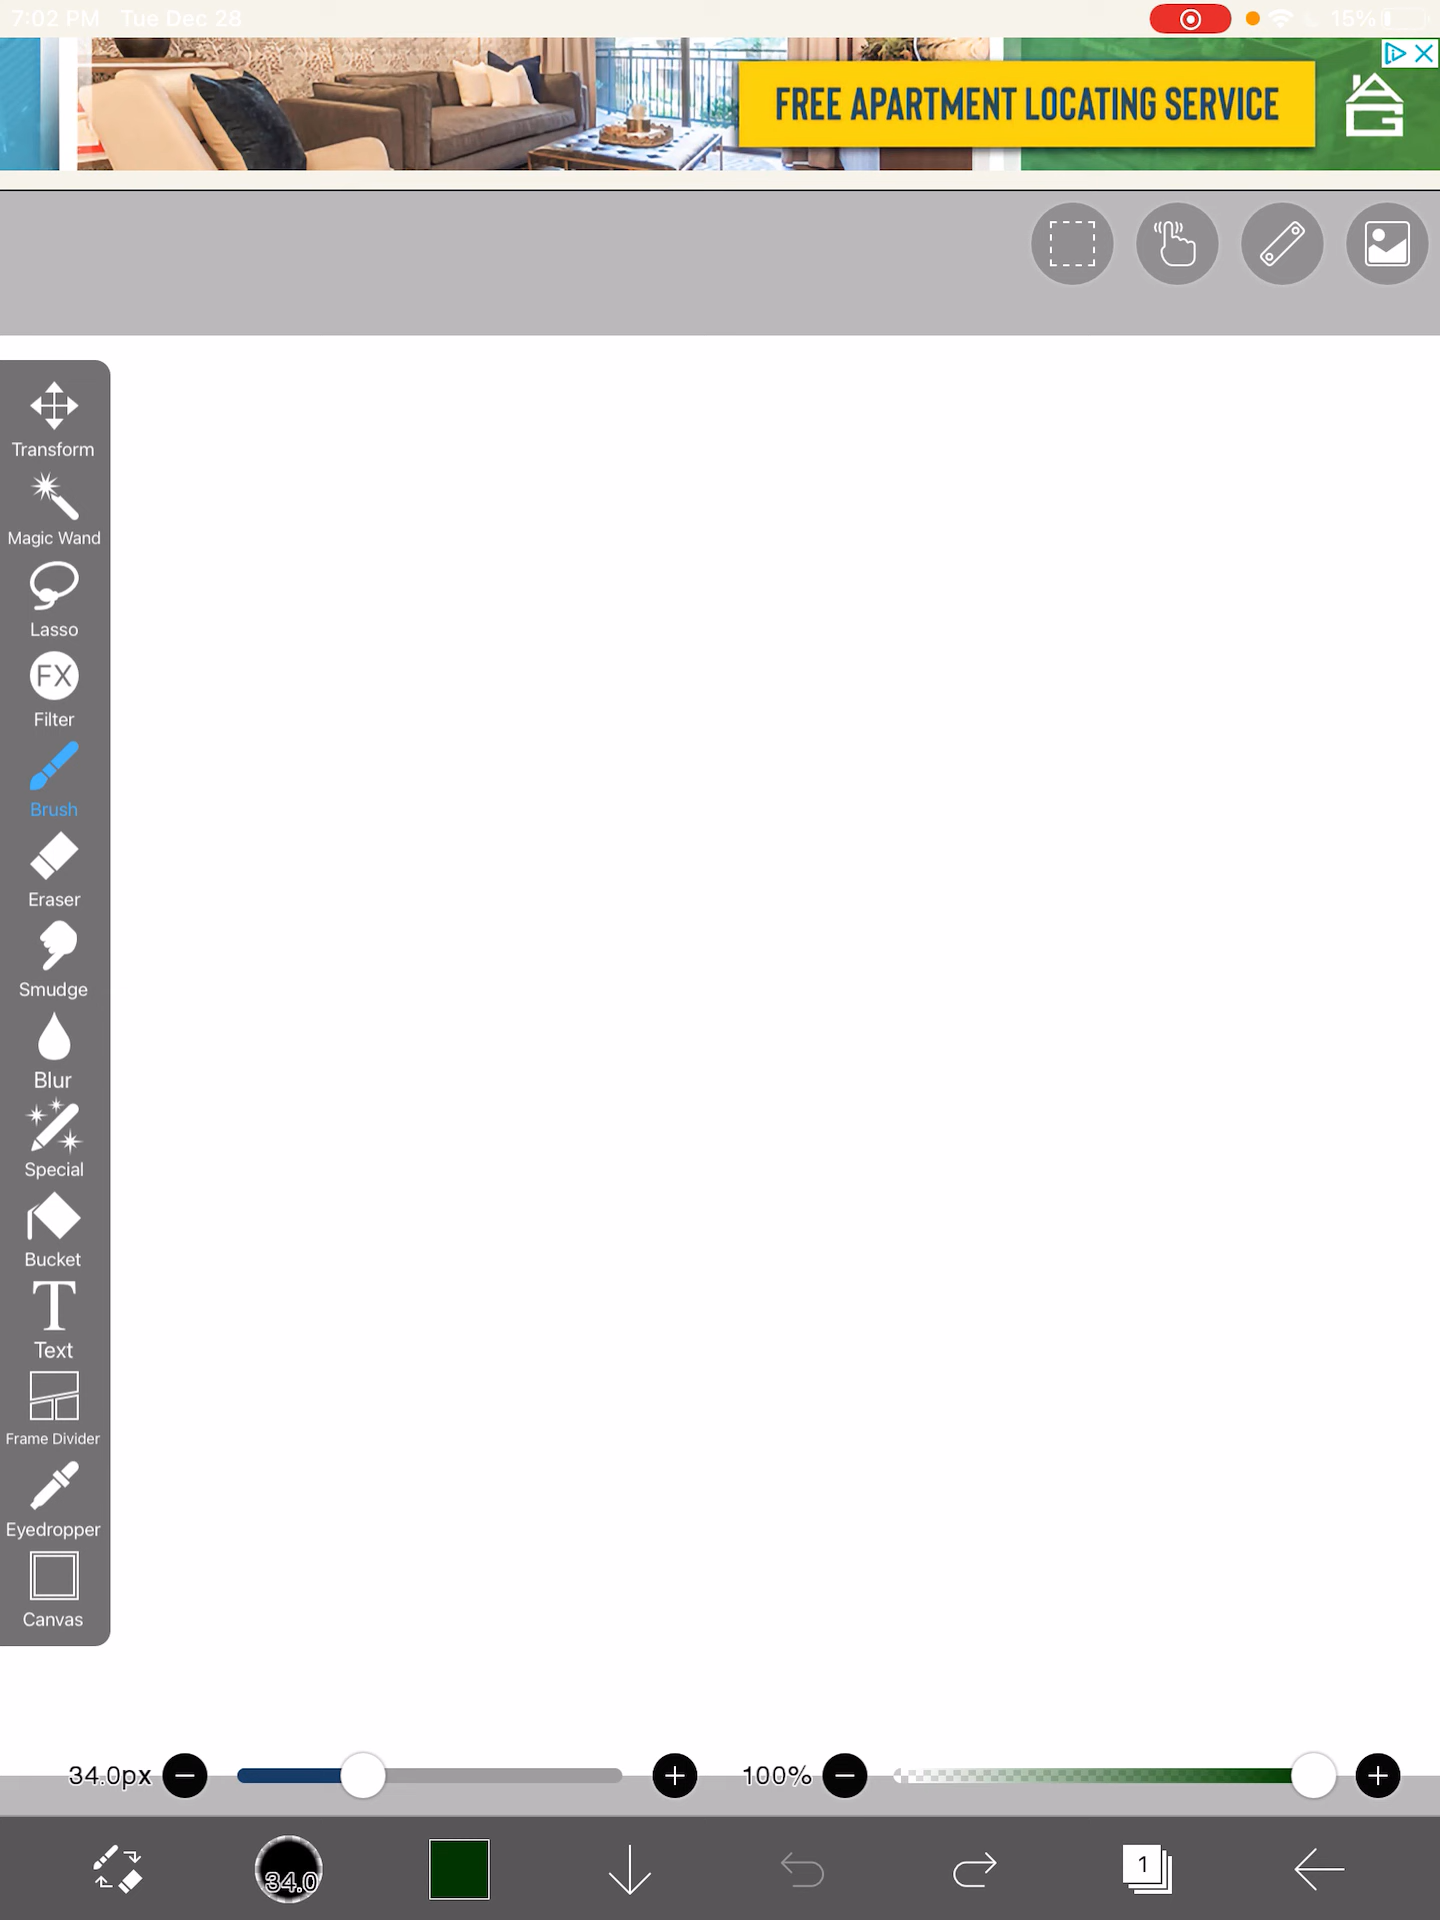 7:02 PM Tue Dec 28
15%
FREE APARTMENT LOCATING SERVICE
Transform
Magic Wand
Lasso
FX
Filter
Brush
Eraser
Smudge
Blur
Special
Bucket
T
Text
Frame Divider
Eyedropper
Canvas
34.0px
100%
34.0
1